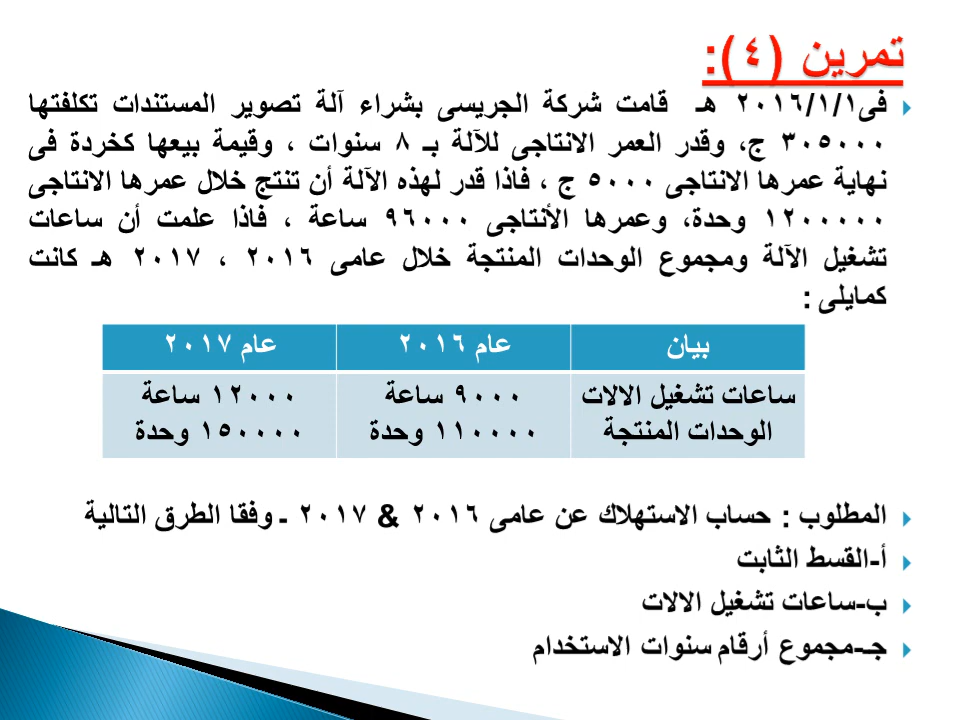 تمرين (٤):
فى٢٠١٦/١/١ هـ قامت شركة الجريسى بشراء آلة تصوير المستندات تكلفتها
٣٠٥٠٠٠ ج، وقدر العمر الانتاجى للآلة بـ ٨ سنوات ، وقيمة بيعها كخردة فى
نهاية عمرها الانتاجى ٥٠٠٠ ج ، فاذا قدر لهذه الآلة أن تنتج خلال عمرها الانتاجى
١٢٠٠٠٠٠ وحدة، وعمرها الأنتاجى ٩٦٠٠٠ ساعة ، فاذا علمت أن ساعات
تشغيل الآلة ومجموع الوحدات المنتجة خلال عامى ٢٠١٦ ، ٢٠١٧ هـ كانت
كمايلى :
بيان عام ٢٠١٦ عام ٢٠١٧
ساعات تشغيل الالات ٩٠٠٠ ساعة ١٢٠٠٠ ساعة
الوحدات المنتجة ١١٠٠٠٠ وحدة ١٥٠٠٠٠ وحدة
المطلوب : حساب الاستهلاك عن عامى ٢٠١٦ & ٢٠١٧ ـ وفقا الطرق التالية
أ-القسط الثابت
ب-ساعات تشغيل الالات
جـ-مجموع أرقام سنوات الاستخدام